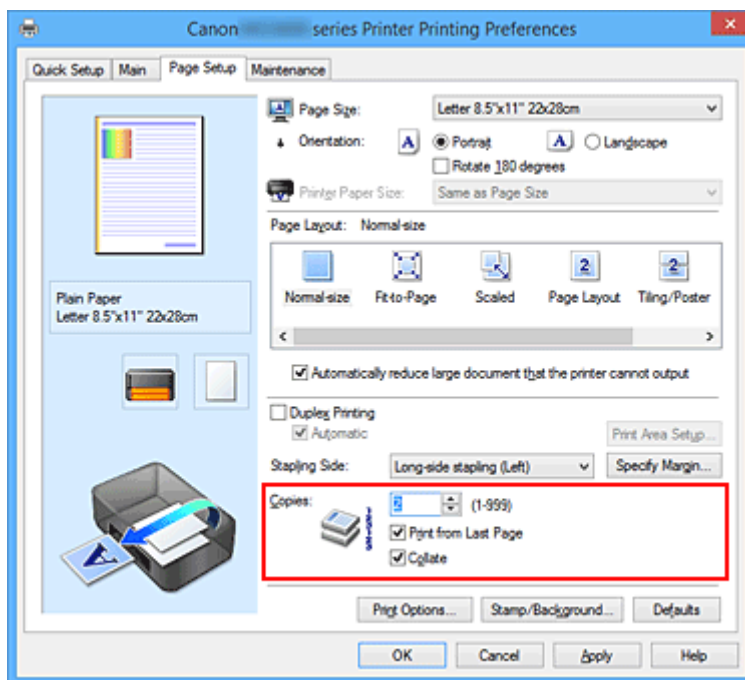 Canon series Printer Printing Preferences
Quick Setup Main Page Setup Maintenance
Page Size: Letter 8.5"x11" 22x28cm
Orientation: A Portrait A Landscape
Rotate 180 degrees
Printer Paper Size: Same as Page Size
Page Layout: Normal-size
2 2
Normal-size Fit-to-Page Scaled Page Layout Tiling/Poster
Plain Paper
Letter 8.5"x11" 22x28cm
Automatically reduce large document that the printer cannot output
Duplex Printing
Automatic
Print Area Setup...
Stapling Side: Long-side stapling (Left) Specify Margin...
Copies: 2 (1-999)
Print from Last Page
Collate
A
Print Options... Stamp/Background... Defaults
OK Cancel Apply Help